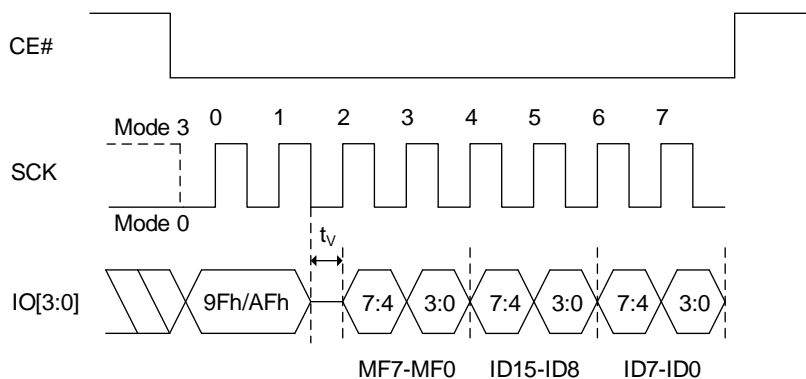 CE#
0 1 2 3 4 5 6 7
Mode 3
SCK
Mode 0
tV
IO[3:0] 9Fh/AFh 7:4 3:0 7:4 3:0 7:4 3:0
MF7-MF0 ID15-ID8 ID7-ID0